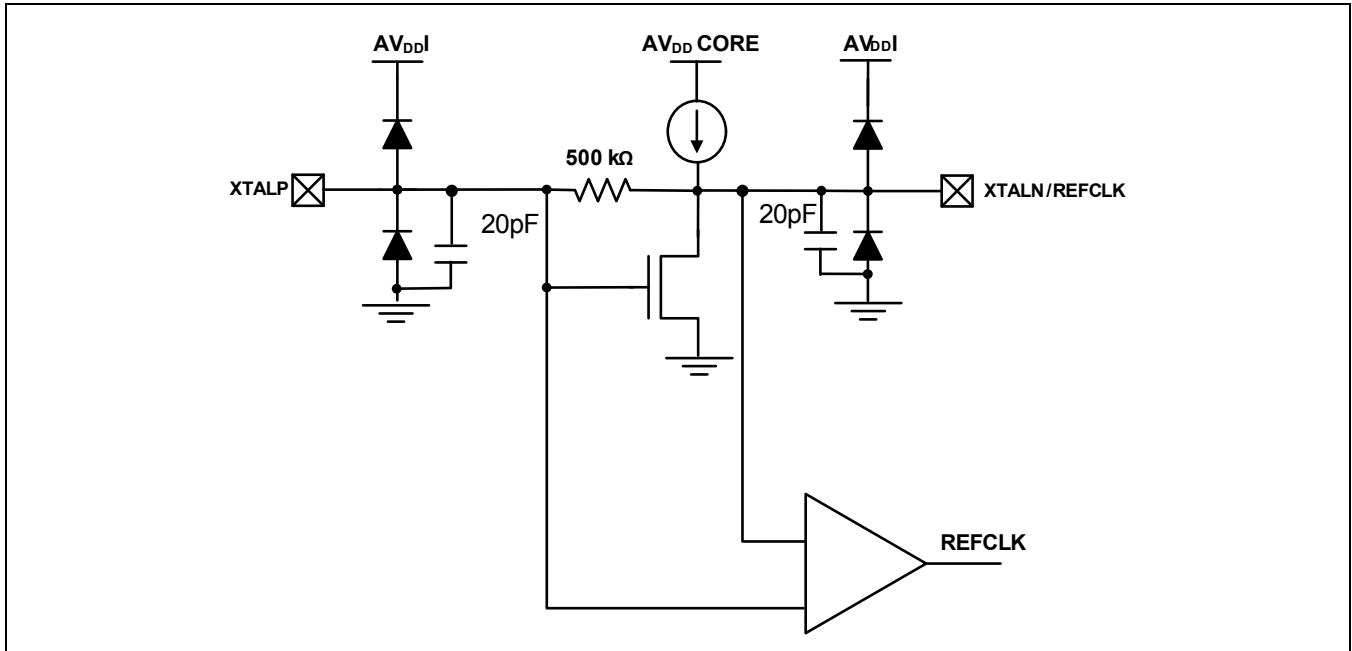 AVDDI
AVDD CORE
AVDDI
500 kΩ
XTALP
XTALN/REFCLK
20pF
20pF
REFCLK